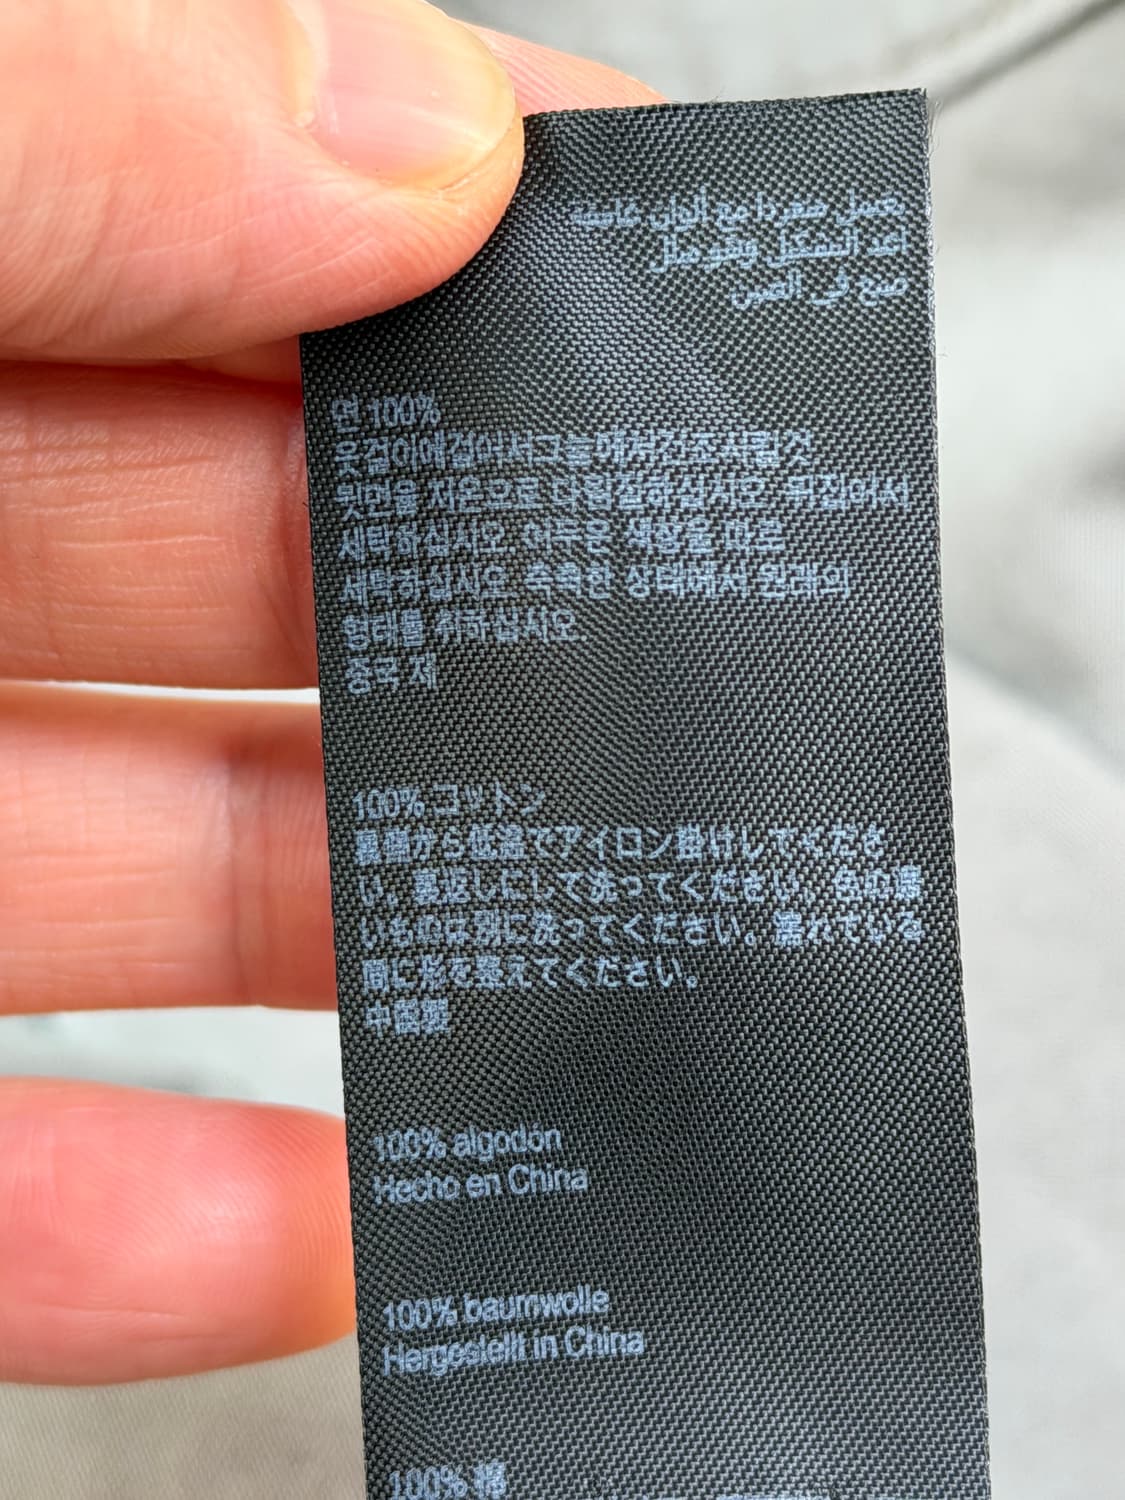 صنع في الصين
면 100%
옷걸이에걸어서그늘에서건조시킬것
뒷면을 저온으로 다림질하십시오. 뒤집어서
세탁하십시오. 어두운 색상을 따로
세탁하십시오. 축축한 상태에서 원래의
형태를 취하십시오.
중국 제
100% コットン
裏面から低温でアイロン掛けしてくださ
い。裏返しにして洗ってください。色の濃
いものは別に洗ってください。濡れている
間に形を整えてください。
中国製
100% algodón
Hecho en China
100% baumwolle
Hergestellt in China
100% 棉